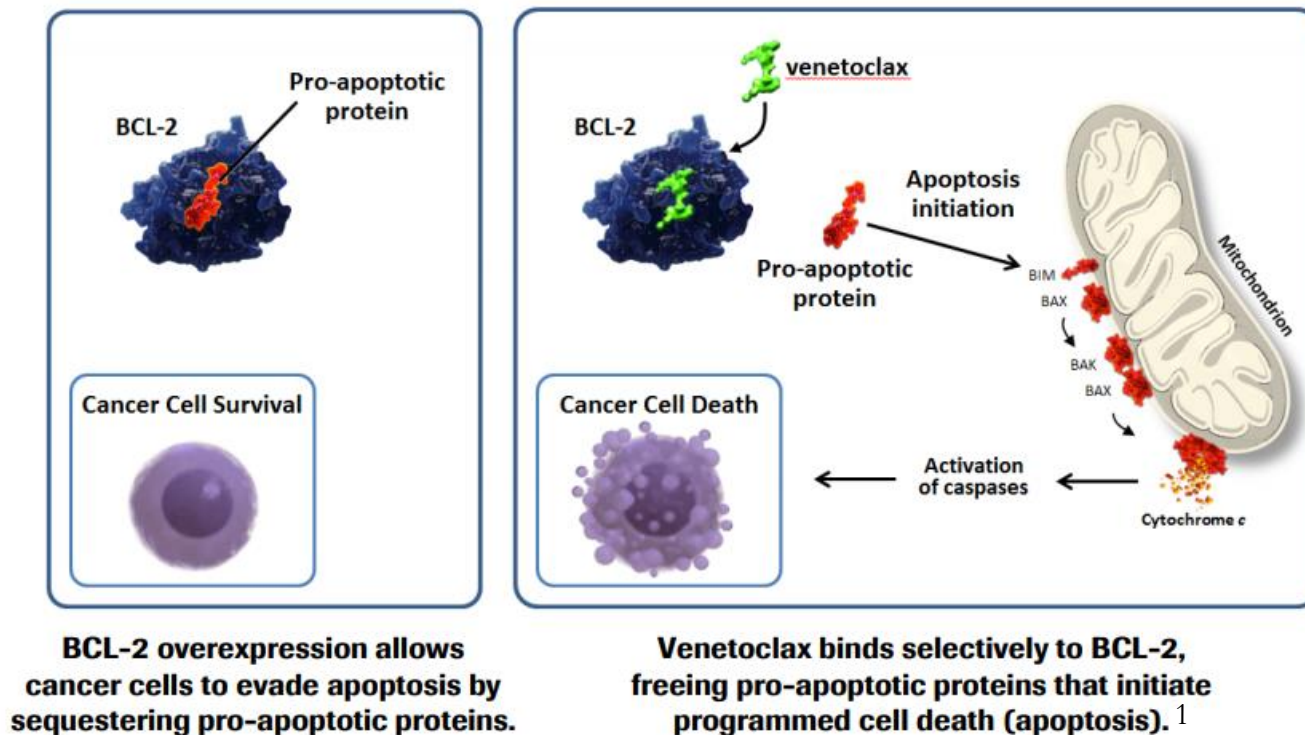 Pro-apoptotic
protein
BCL-2
Cancer Cell Survival
BCL-2 overexpression allows
cancer cells to evade apoptosis by
sequestering pro-apoptotic proteins.
venetoclax
BCL-2
Apoptosis
initiation
Pro-apoptotic
protein
BIM
BAX
BAK
BAX
Mitochondrion
Cytochrome c
Activation
of caspases
Cancer Cell Death
Venetoclax binds selectively to BCL-2,
freeing pro-apoptotic proteins that initiate
programmed cell death (apoptosis). 1